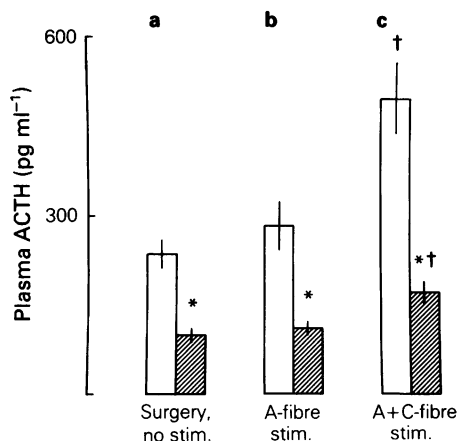 a
b
c
600
300
Plasma ACTH (pg ml⁻¹)
†
*
*
*†
Surgery,
no stim.
A-fibre
stim.
A+C-fibre
stim.